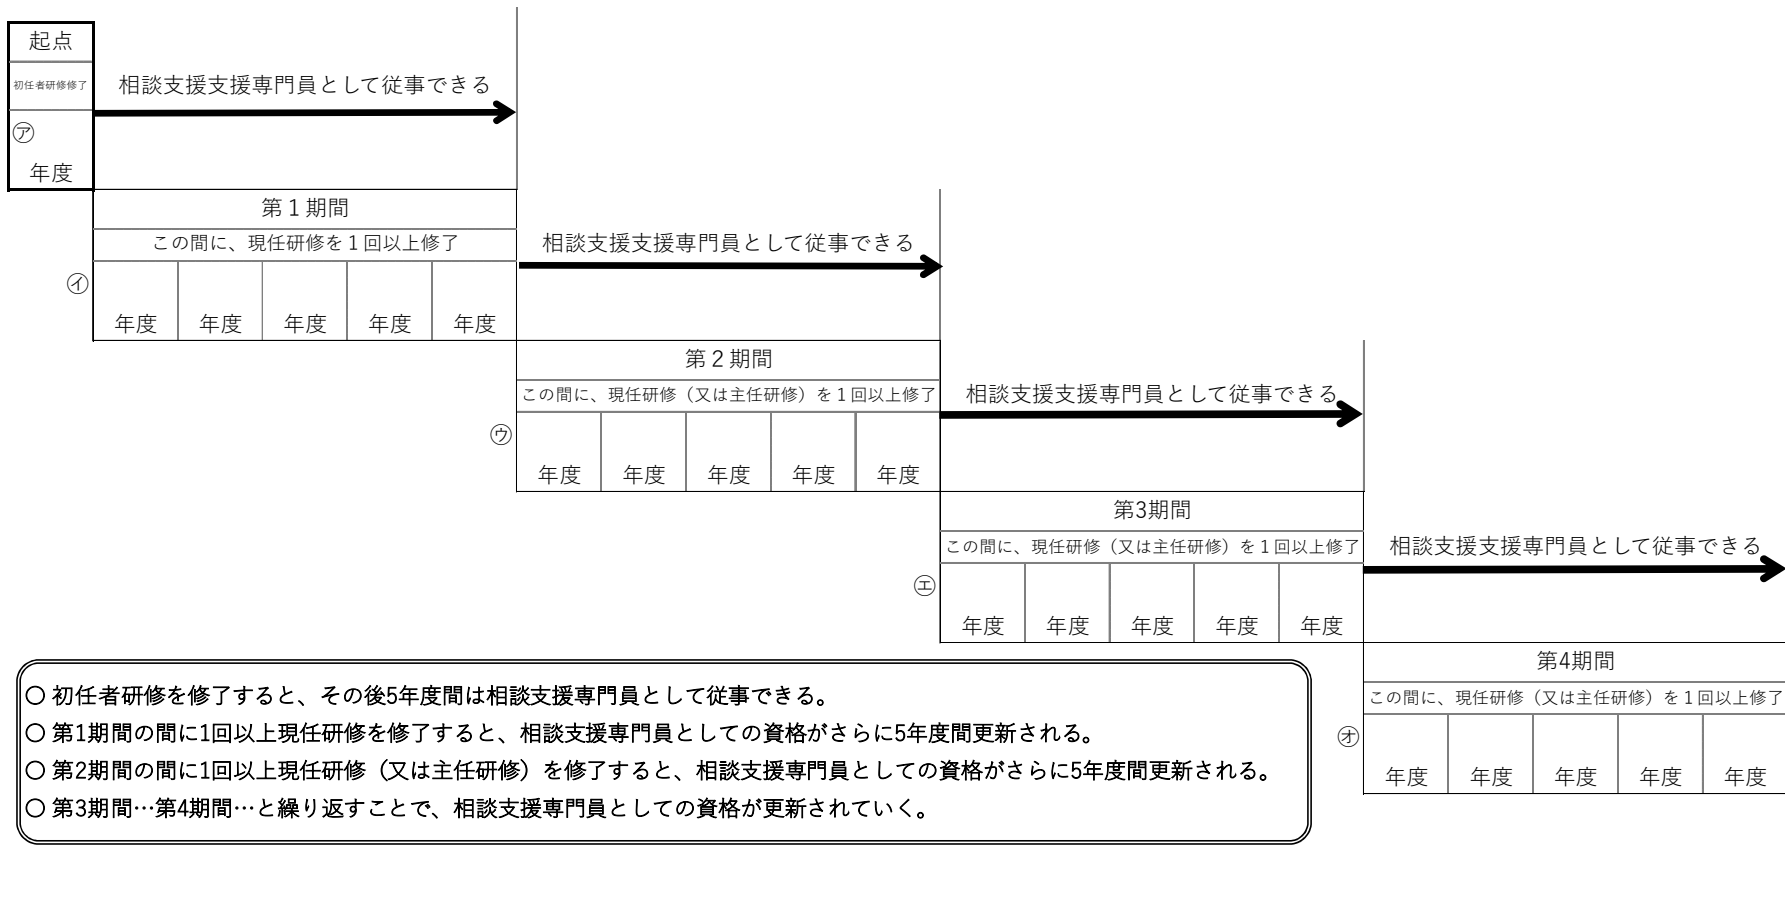 起点
初任者研修修了
㋐
年度
相談支援支援専門員として従事できる
第１期間
この間に、現任研修を１回以上修了
㋑
年度 年度 年度 年度 年度
相談支援支援専門員として従事できる
第２期間
この間に、現任研修（又は主任研修）を１回以上修了
㋒
年度 年度 年度 年度 年度
相談支援支援専門員として従事できる
第3期間
この間に、現任研修（又は主任研修）を１回以上修了
㋓
年度 年度 年度 年度 年度
相談支援支援専門員として従事できる
第4期間
この間に、現任研修（又は主任研修）を１回以上修了
㋔
年度 年度 年度 年度 年度
〇 初任者研修を修了すると、その後5年度間は相談支援専門員として従事できる。
〇 第1期間の間に1回以上現任研修を修了すると、相談支援専門員としての資格がさらに5年度間更新される。
〇 第2期間の間に1回以上現任研修（又は主任研修）を修了すると、相談支援専門員としての資格がさらに5年度間更新される。
〇 第3期間…第4期間…と繰り返すことで、相談支援専門員としての資格が更新されていく。